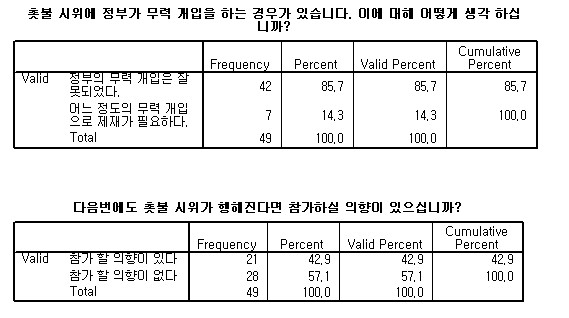 촛불 시위에 정부가 무력 개입을 하는 경우가 있습니다. 이에 대해 어떻게 생각 하십
니까?
Frequency Percent Valid Percent Cumulative Percent
Valid 정부의 무력 개입은 잘 못되었다. 42 85,7 85,7 85,7
어느 정도의 무력 개입 으로 제재가 필요하다. 7 14,3 14,3 100,0
Total 49 100,0 100,0
다음번에도 촛불 시위가 행해진다면 참가하실 의향이 있으십니까?
Frequency Percent Valid Percent Cumulative Percent
Valid 참가 할 의향이 있다 21 42,9 42,9 42,9
참가 할 의향이 없다 28 57,1 57,1 100,0
Total 49 100,0 100,0